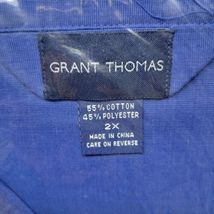 GRANT THOMAS
55% COTTON
45% POLYESTER
2X
MADE IN CHINA
CARE ON REVERSE